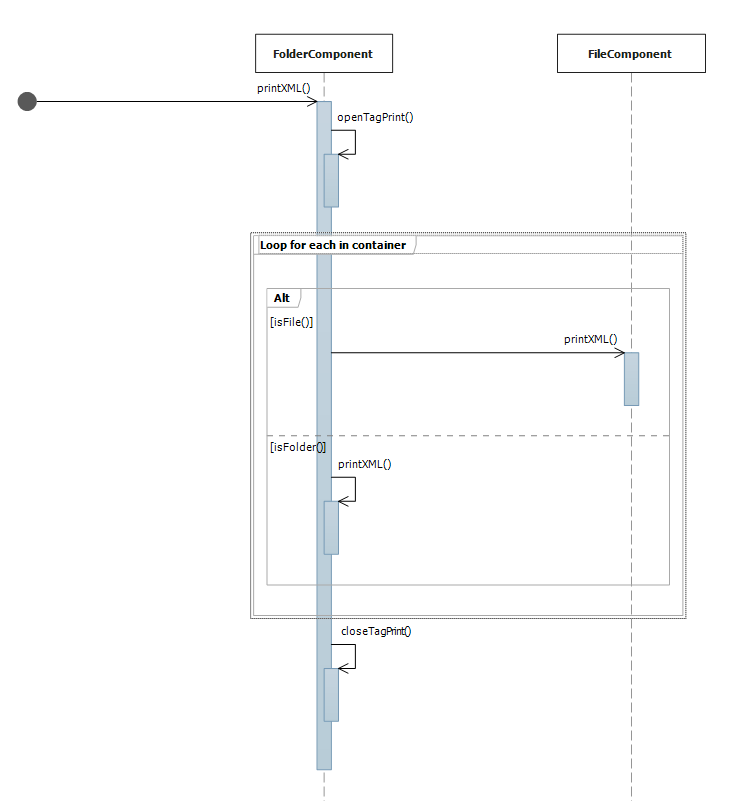 FolderComponent
FileComponent
printXML()
openTagPrint()
Loop for each in container
Alt
[isFile()]
printXML()
[isFolder()]
printXML()
closeTagPrint()